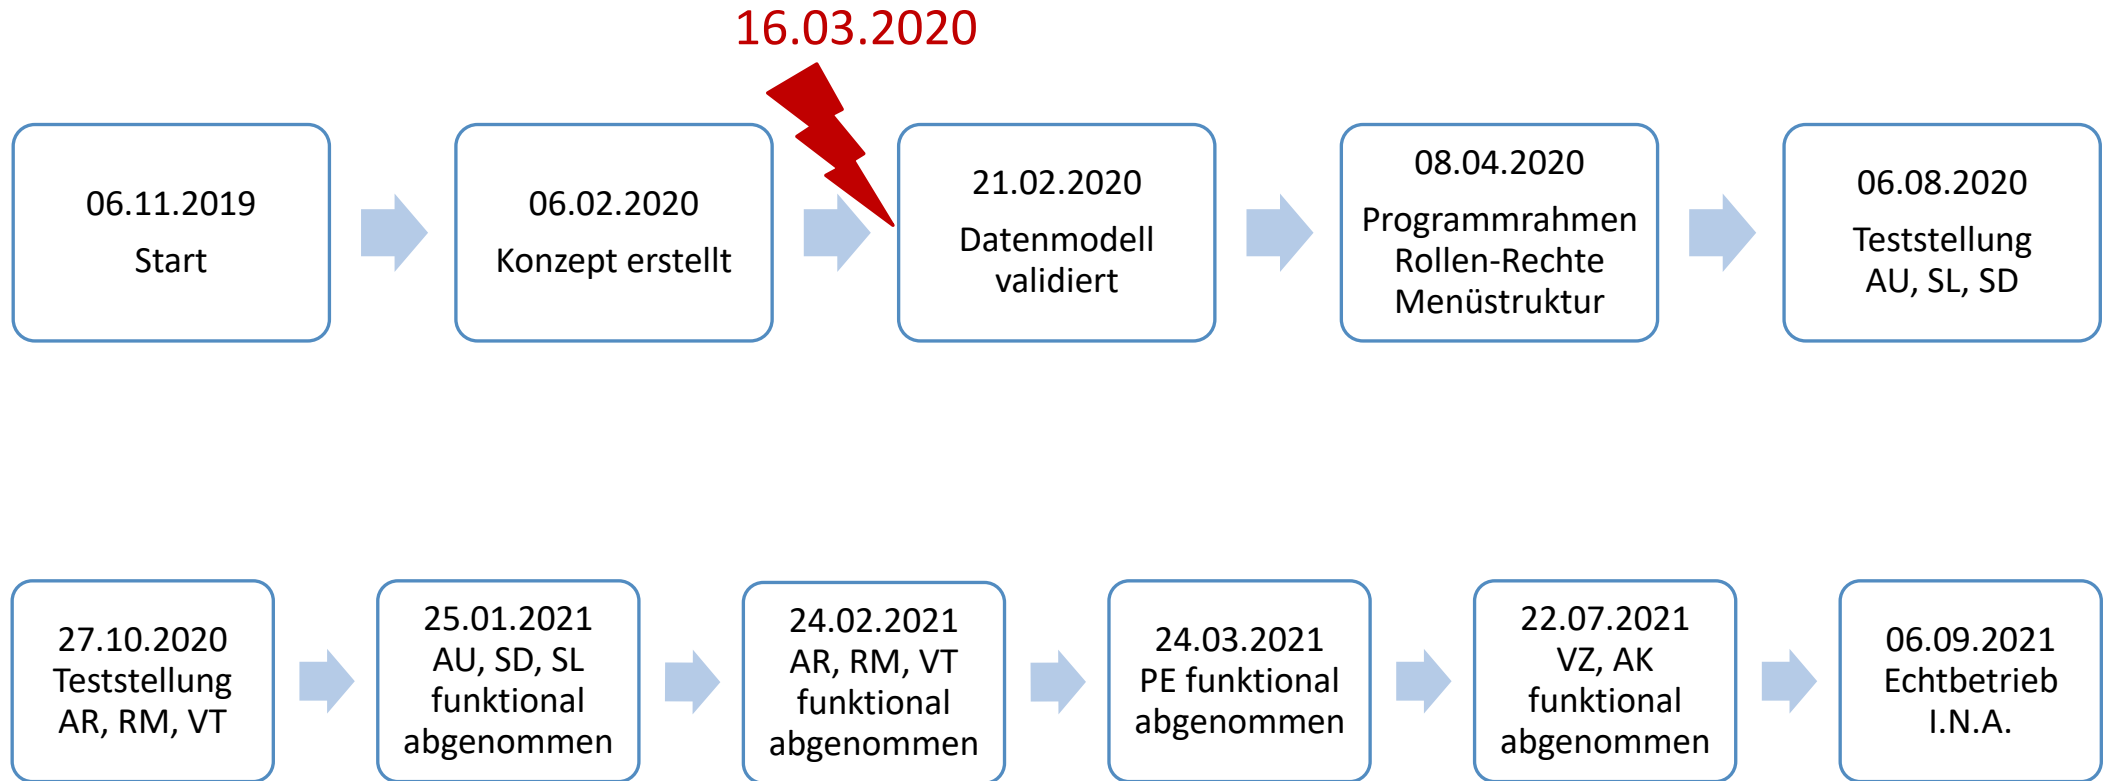 16.03.2020
06.11.2019
Start
06.02.2020
Konzept erstellt
21.02.2020
Datenmodell
validiert
08.04.2020
Programmrahmen
Rollen-Rechte
Menüstruktur
06.08.2020
Teststellung
AU, SL, SD
27.10.2020
Teststellung
AR, RM, VT
25.01.2021
AU, SD, SL
funktional
abgenommen
24.02.2021
AR, RM, VT
funktional
abgenommen
24.03.2021
PE funktional
abgenommen
22.07.2021
VZ, AK
funktional
abgenommen
06.09.2021
Echtbetrieb
I.N.A.